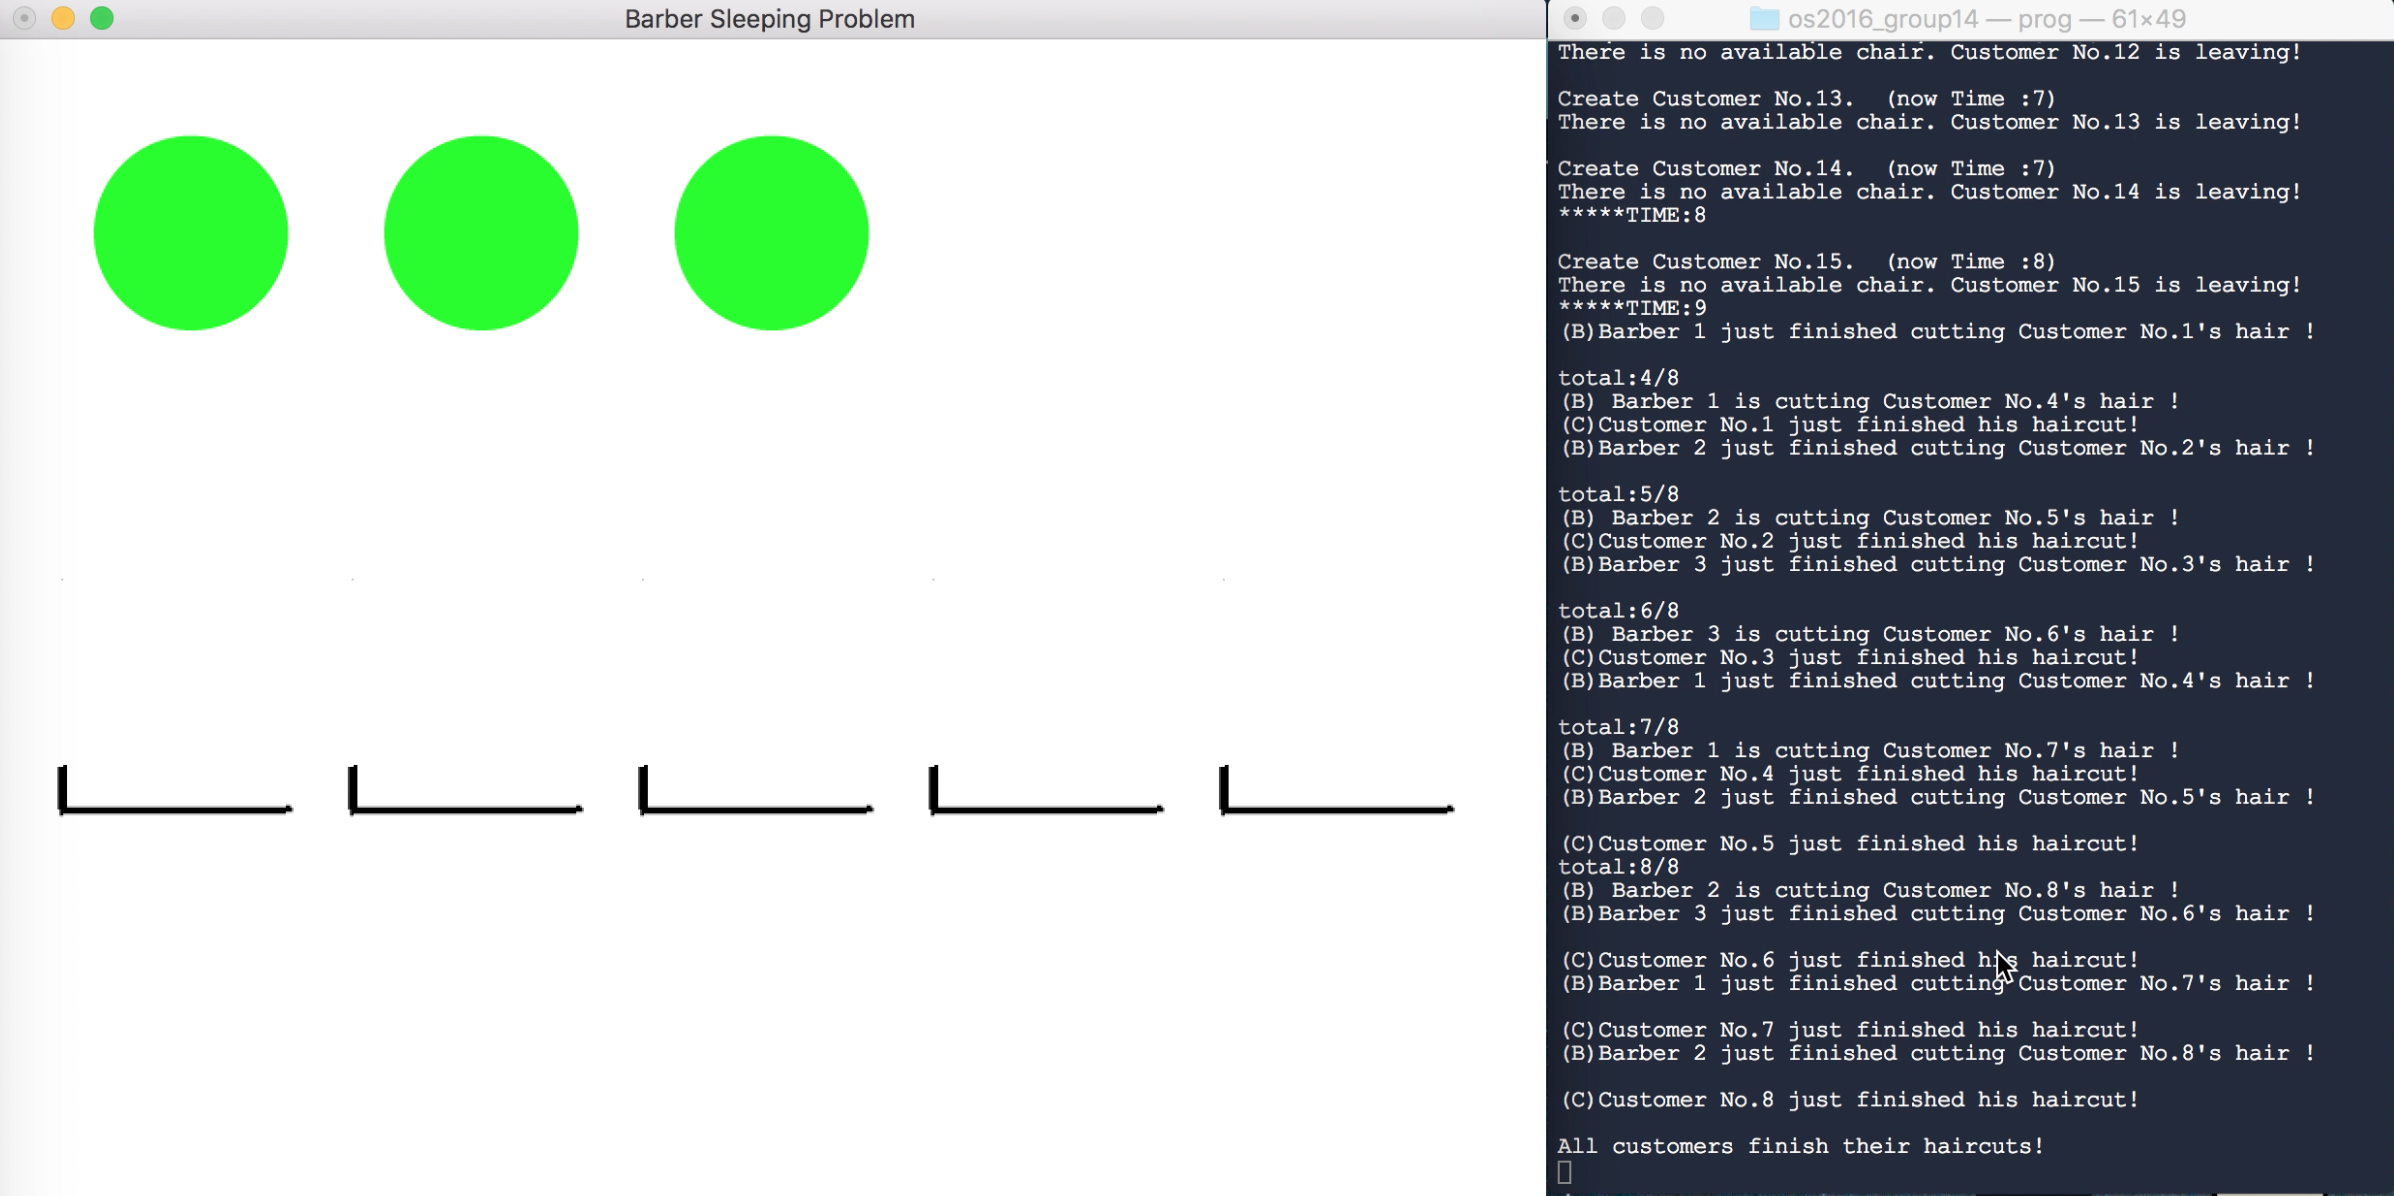 Barber Sleeping Problem
os2016_group14 — prog — 61×49
There is no available chair. Customer No.12 is leaving!
Create Customer No.13.  (now Time :7)
There is no available chair. Customer No.13 is leaving!
Create Customer No.14.  (now Time :7)
There is no available chair. Customer No.14 is leaving!
*****TIME:8
Create Customer No.15.  (now Time :8)
There is no available chair. Customer No.15 is leaving!
*****TIME:9
(B)Barber 1 just finished cutting Customer No.1's hair !
total:4/8
(B) Barber 1 is cutting Customer No.4's hair !
(C)Customer No.1 just finished his haircut!
(B)Barber 2 just finished cutting Customer No.2's hair !
total:5/8
(B) Barber 2 is cutting Customer No.5's hair !
(C)Customer No.2 just finished his haircut!
(B)Barber 3 just finished cutting Customer No.3's hair !
total:6/8
(B) Barber 3 is cutting Customer No.6's hair !
(C)Customer No.3 just finished his haircut!
(B)Barber 1 just finished cutting Customer No.4's hair !
total:7/8
(B) Barber 1 is cutting Customer No.7's hair !
(C)Customer No.4 just finished his haircut!
(B)Barber 2 just finished cutting Customer No.5's hair !
(C)Customer No.5 just finished his haircut!
total:8/8
(B) Barber 2 is cutting Customer No.8's hair !
(B)Barber 3 just finished cutting Customer No.6's hair !
(C)Customer No.6 just finished his haircut!
(B)Barber 1 just finished cutting Customer No.7's hair !
(C)Customer No.7 just finished his haircut!
(B)Barber 2 just finished cutting Customer No.8's hair !
(C)Customer No.8 just finished his haircut!
All customers finish their haircuts!